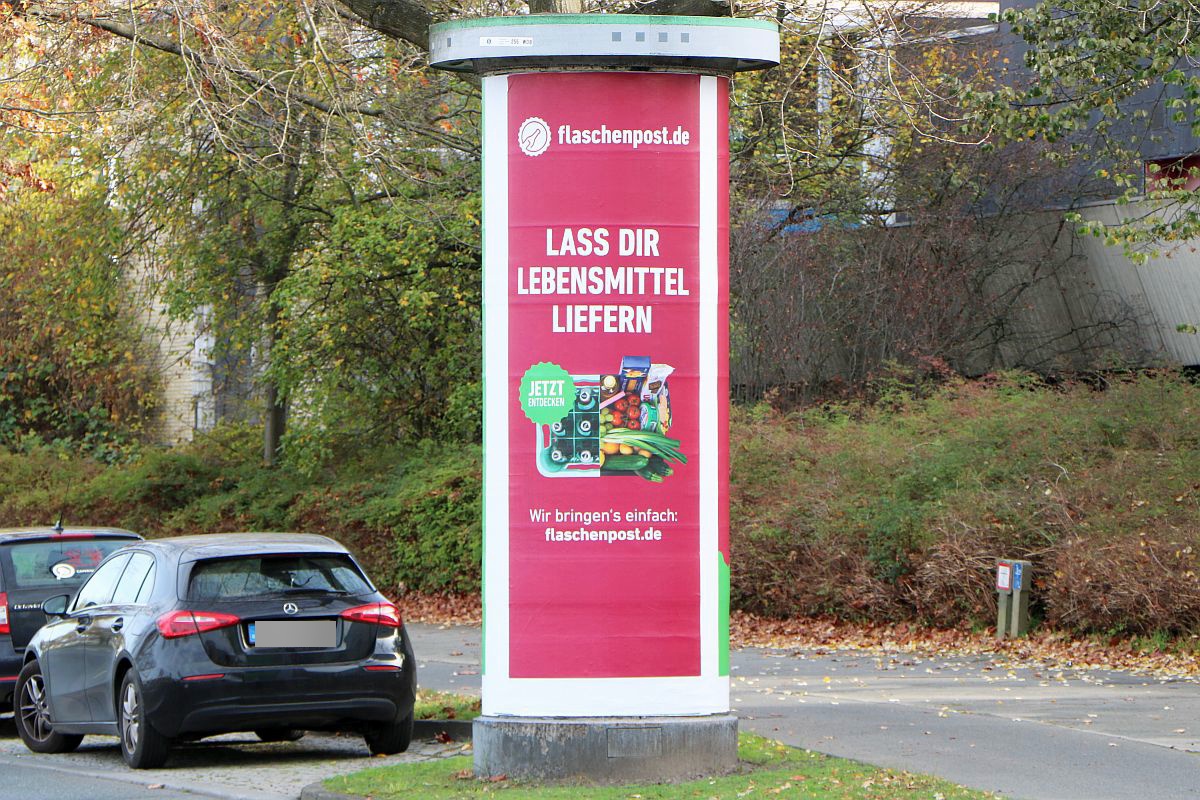 flaschenpost.de
LASS DIR
LEBENSMITTEL
LIEFERN
JETZT
ENTDECKEN
Wir bringen's einfach:
flaschenpost.de